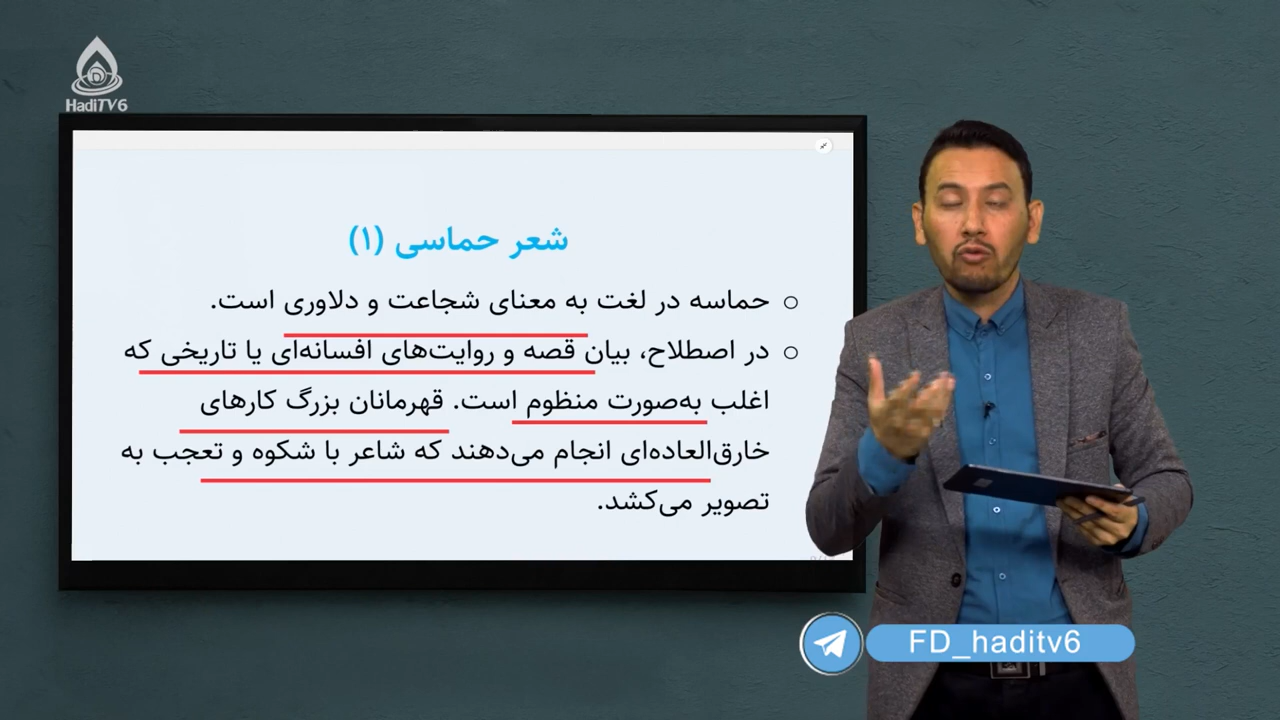 HadiTV6
شعر حماسی (۱)
حماسه در لغت به معنای شجاعت و دلاوری است.
در اصطلاح، بیان قصه و روایت‌های افسانه‌ای یا تاریخی که
اغلب به‌صورت منظوم است. قهرمانان بزرگ کارهای
خارق‌العاده‌ای انجام می‌دهند که شاعر با شکوه و تعجب به
تصویر می‌کشد.
FD_haditv6